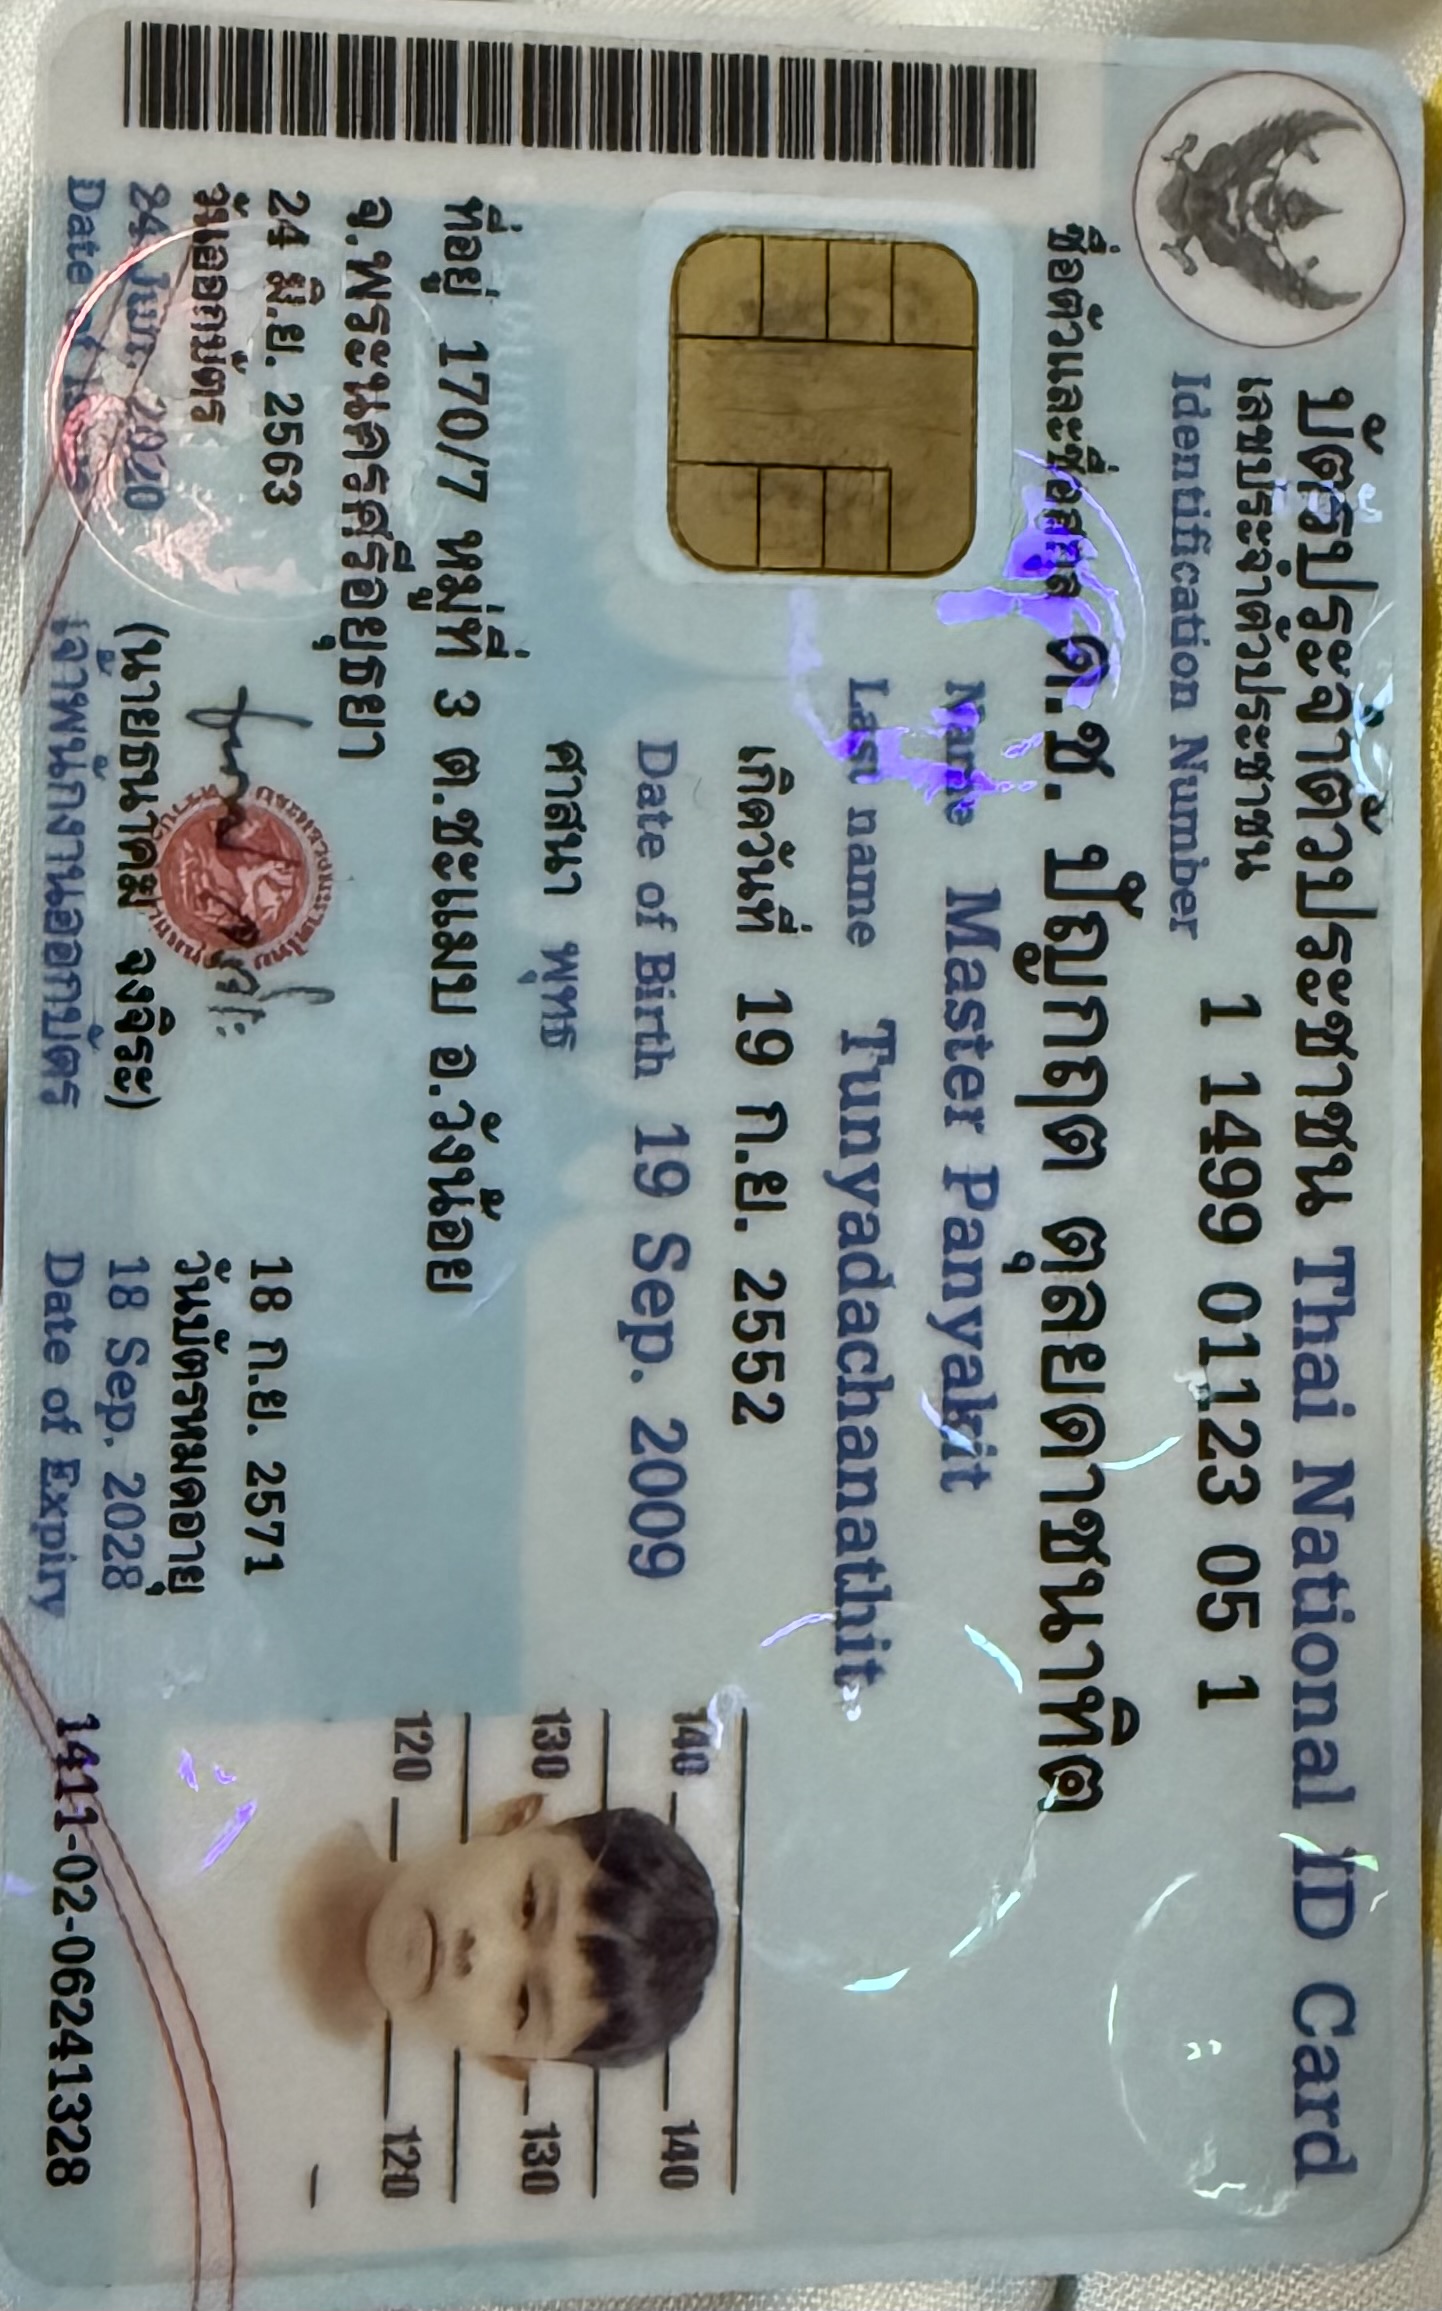 บัตรประจำตัวประชาชน Thai National ID Card
เลขประจำตัวประชาชน 1 1499 01123 05 1
Identification Number
ชื่อตัวและชื่อสกุล ด.ช. ปัญกฤต ตุลยดาชนาทิต
Name Master Panyakit
Last name Tunyadachanathit
เกิดวันที่ 19 ก.ย. 2552
Date of Birth 19 Sep. 2009
ศาสนา พุทธ
ที่อยู่ 170/7 หมู่ที่ 3 ต.ชะแมบ อ.วังน้อย
จ.พระนครศรีอยุธยา
24 มิ.ย. 2563
วันออกบัตร
24 Jun. 2020
Date of Issue
(นายธนาคม จงจิระ)
เจ้าพนักงานออกบัตร
18 ก.ย. 2571
วันบัตรหมดอายุ
18 Sep. 2028
Date of Expiry
140 140
130 130
120 120
1411-02-06241328